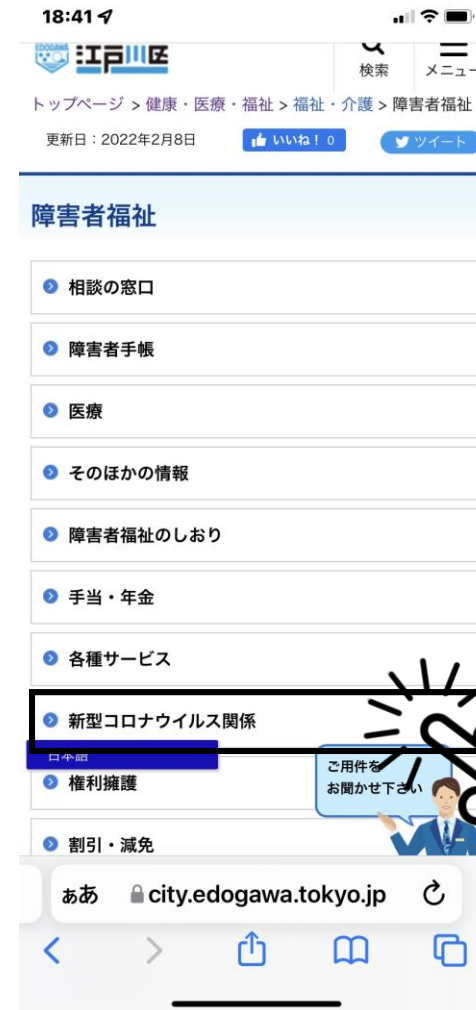 18:41
EDOGAWA
江戸川区
検索
メニュー
トップページ > 健康・医療・福祉 > 福祉・介護 > 障害者福祉
更新日：2022年2月8日
いいね！ 0
ツイート
障害者福祉
相談の窓口
障害者手帳
医療
そのほかの情報
障害者福祉のしおり
手当・年金
各種サービス
新型コロナウイルス関係
日本語
ご用件を
お聞かせ下さい
権利擁護
割引・減免
ぁあ
city.edogawa.tokyo.jp